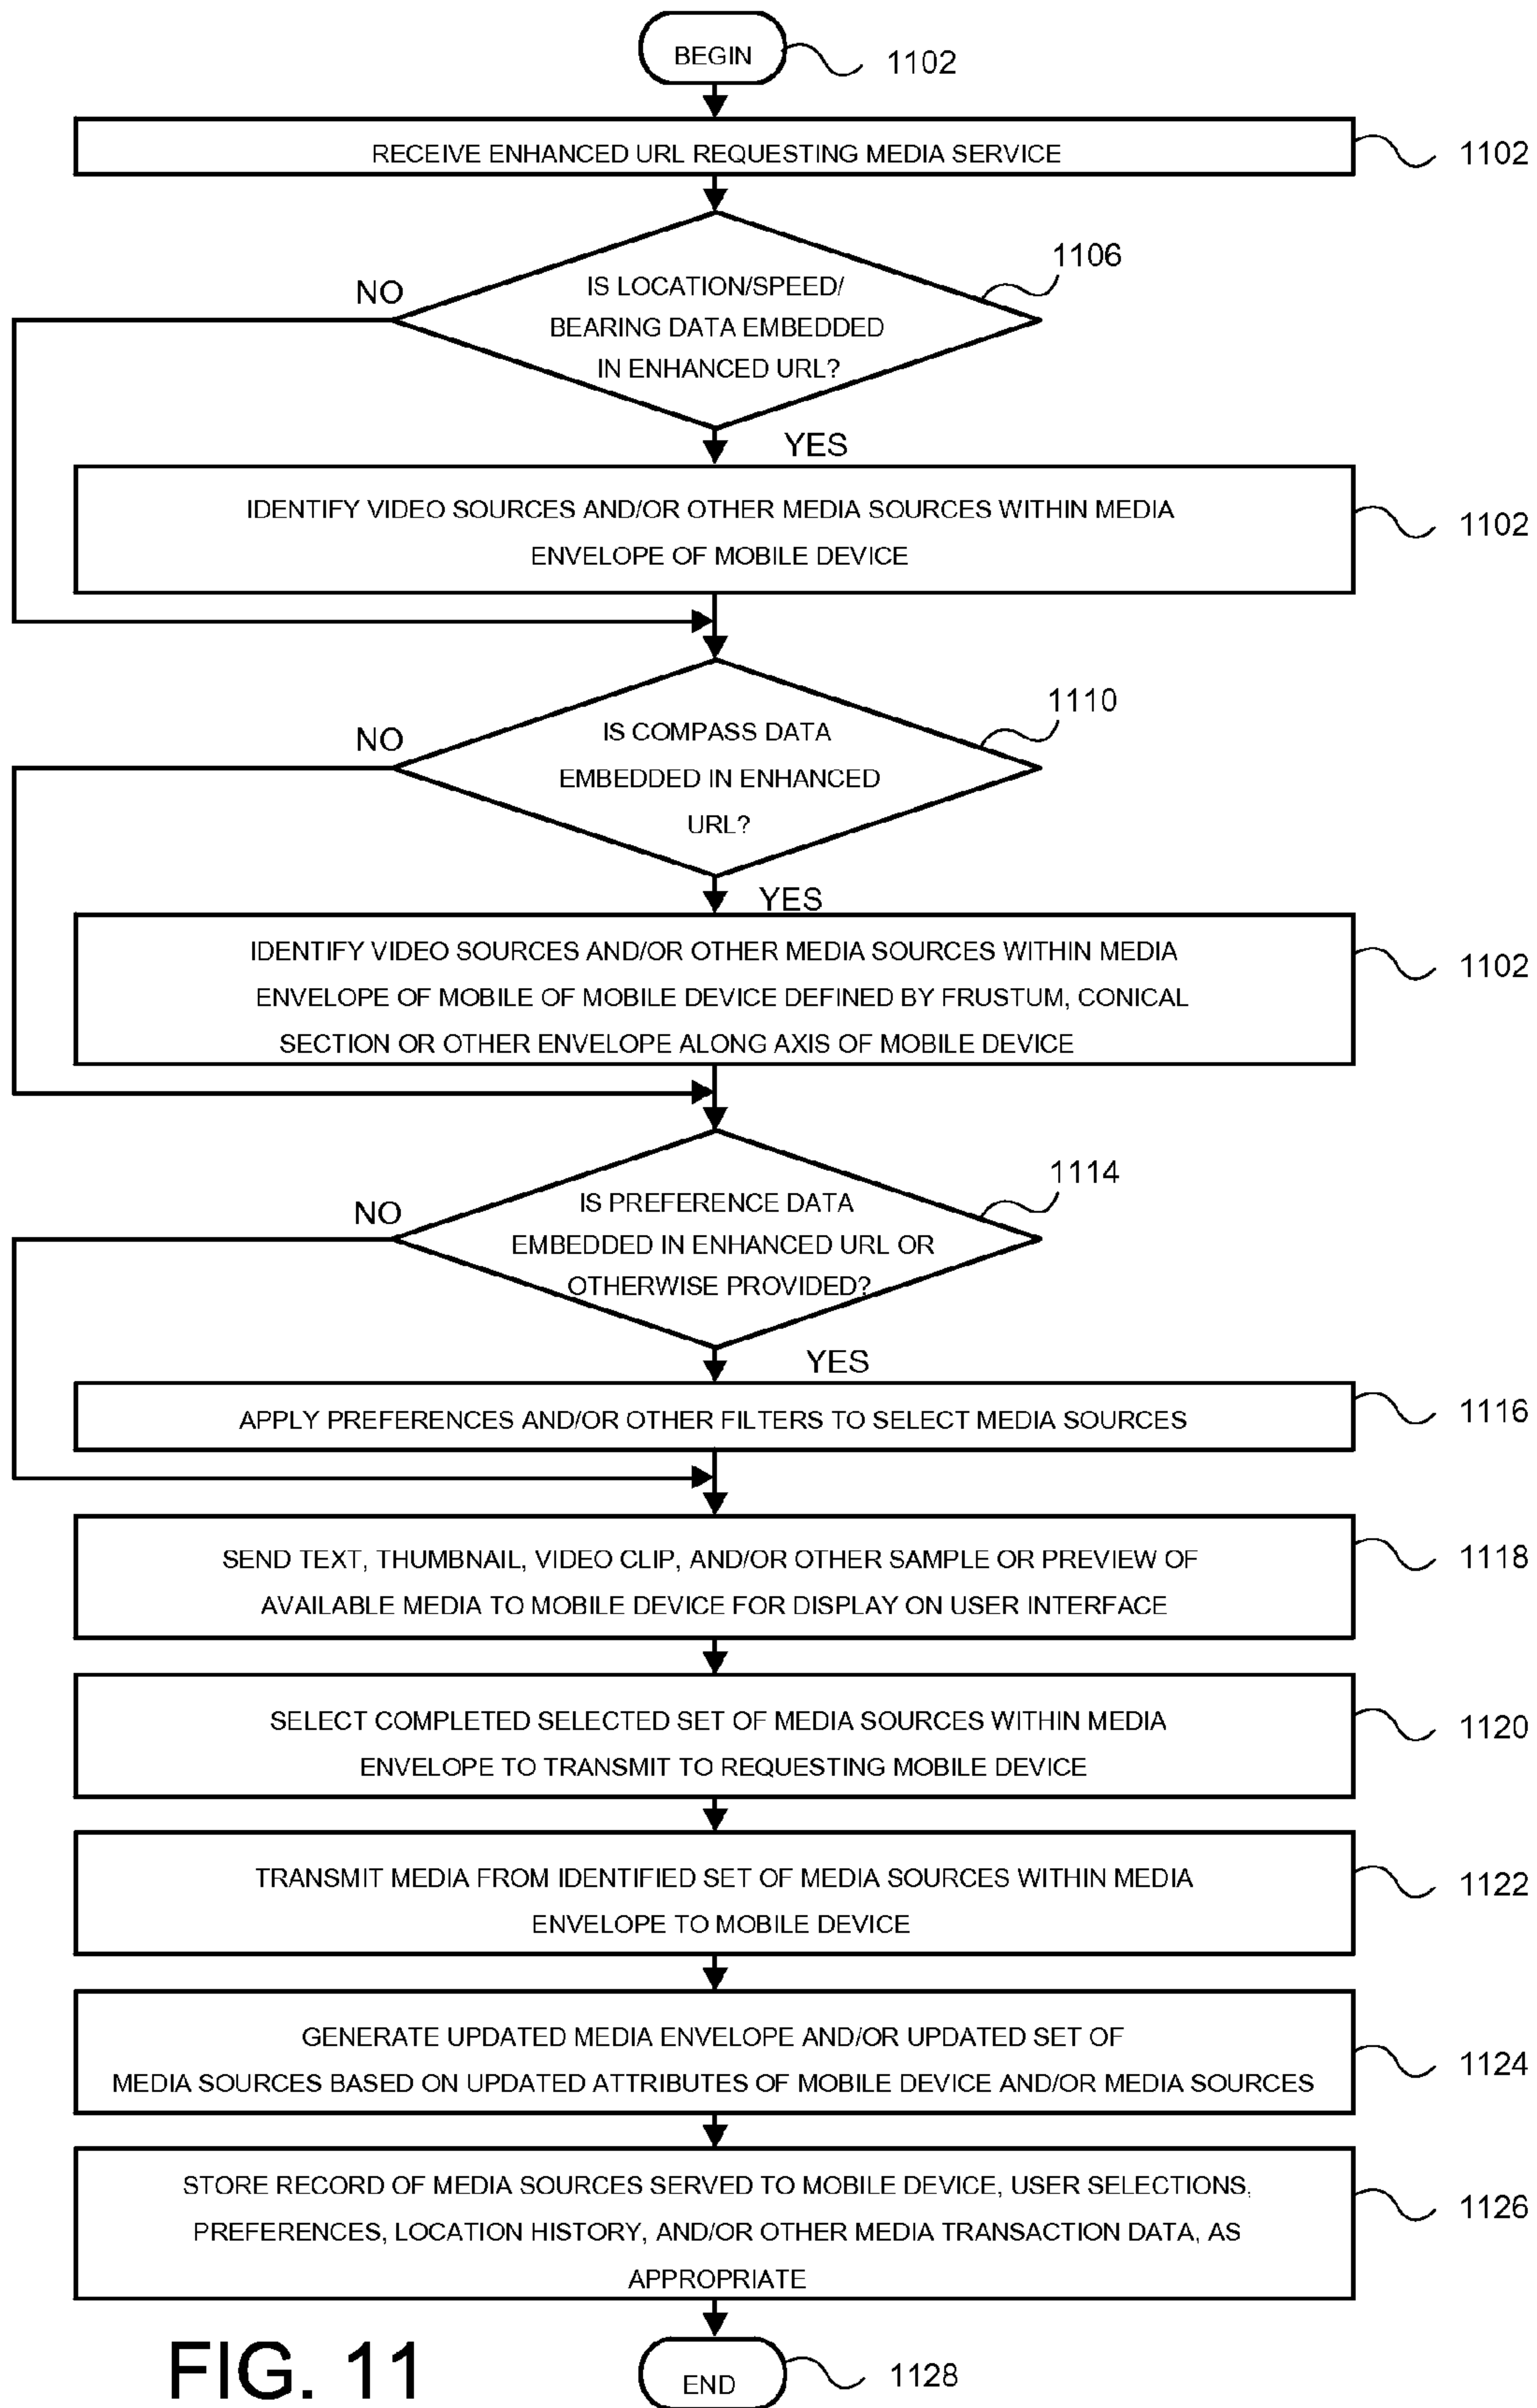 BEGIN
1102
RECEIVE ENHANCED URL REQUESTING MEDIA SERVICE
1102
1106
NO
IS LOCATION/SPEED/
BEARING DATA EMBEDDED
IN ENHANCED URL?
YES
IDENTIFY VIDEO SOURCES AND/OR OTHER MEDIA SOURCES WITHIN MEDIA
ENVELOPE OF MOBILE DEVICE
1102
1110
NO
IS COMPASS DATA
EMBEDDED IN ENHANCED
URL?
YES
IDENTIFY VIDEO SOURCES AND/OR OTHER MEDIA SOURCES WITHIN MEDIA
ENVELOPE OF MOBILE OF MOBILE DEVICE DEFINED BY FRUSTUM, CONICAL
SECTION OR OTHER ENVELOPE ALONG AXIS OF MOBILE DEVICE
1102
1114
NO
IS PREFERENCE DATA
EMBEDDED IN ENHANCED URL OR
OTHERWISE PROVIDED?
YES
APPLY PREFERENCES AND/OR OTHER FILTERS TO SELECT MEDIA SOURCES
1116
SEND TEXT, THUMBNAIL, VIDEO CLIP, AND/OR OTHER SAMPLE OR PREVIEW OF
AVAILABLE MEDIA TO MOBILE DEVICE FOR DISPLAY ON USER INTERFACE
1118
SELECT COMPLETED SELECTED SET OF MEDIA SOURCES WITHIN MEDIA
ENVELOPE TO TRANSMIT TO REQUESTING MOBILE DEVICE
1120
TRANSMIT MEDIA FROM IDENTIFIED SET OF MEDIA SOURCES WITHIN MEDIA
ENVELOPE TO MOBILE DEVICE
1122
GENERATE UPDATED MEDIA ENVELOPE AND/OR UPDATED SET OF
MEDIA SOURCES BASED ON UPDATED ATTRIBUTES OF MOBILE DEVICE AND/OR MEDIA SOURCES
1124
STORE RECORD OF MEDIA SOURCES SERVED TO MOBILE DEVICE, USER SELECTIONS,
PREFERENCES, LOCATION HISTORY, AND/OR OTHER MEDIA TRANSACTION DATA, AS
APPROPRIATE
1126
END
1128
FIG. 11